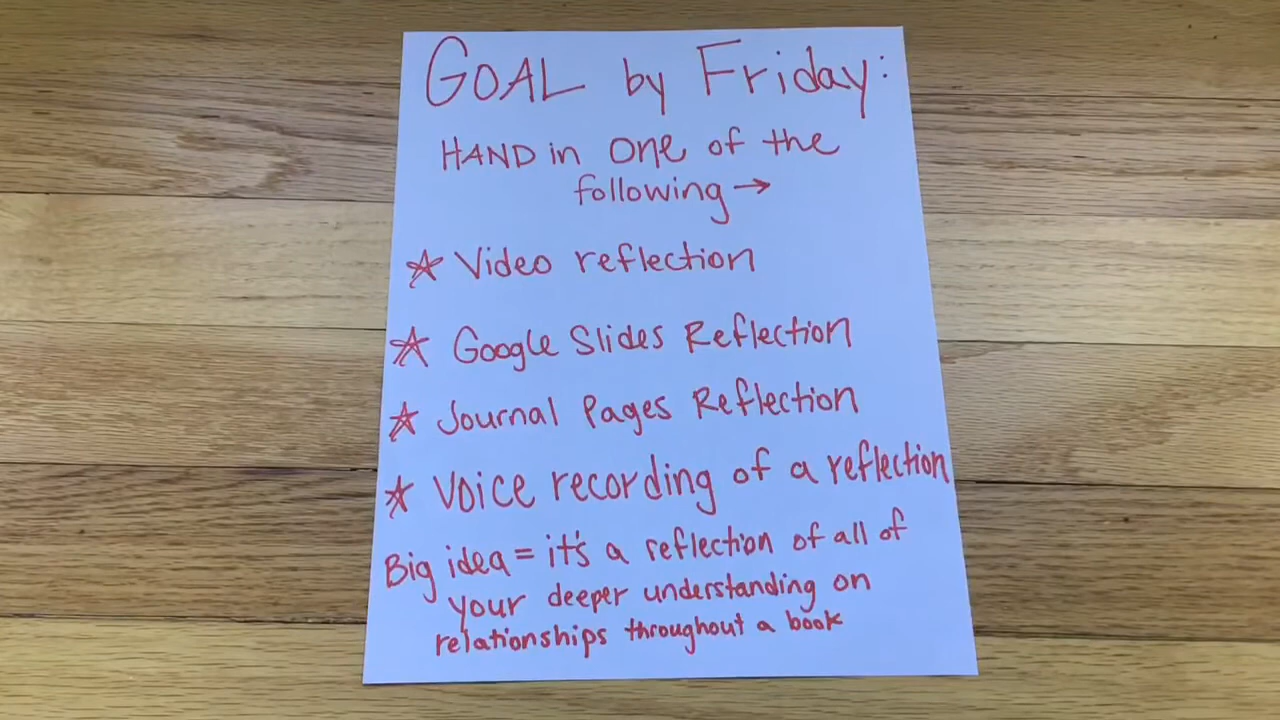 GOAL by Friday:
HAND in one of the
following →
☆ Video reflection
☆ Google Slides Reflection
☆ Journal Pages Reflection
☆ Voice recording of a reflection
Big idea = it's a reflection of all of
your deeper understanding on
relationships throughout a book